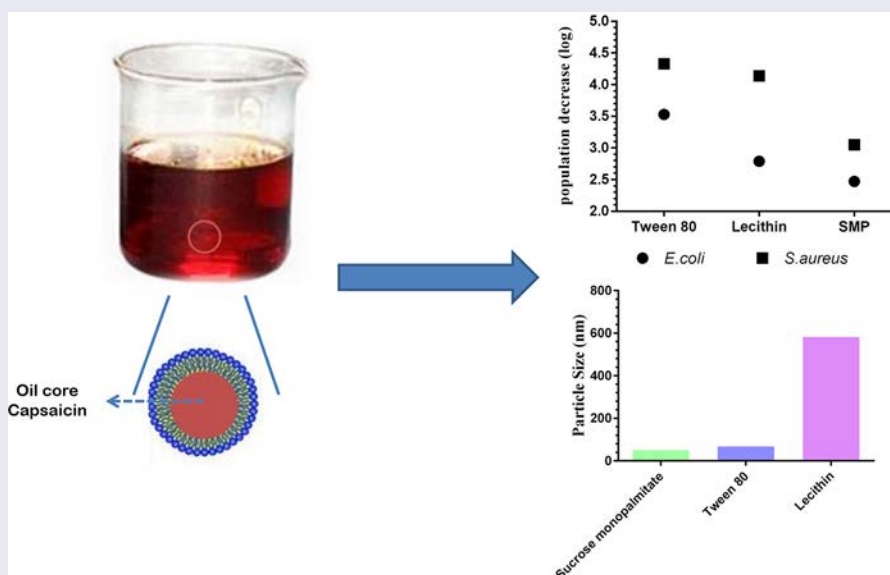 Oil core
Capsaicin
population decrease (log)
5.0
4.5
4.0
3.5
3.0
2.5
2.0
Tween 80 Lecithin SMP
E.coli S.aureus
Particle Size (nm)
800
600
400
200
0
Sucrose monopalmitate
Tween 80
Lecithin